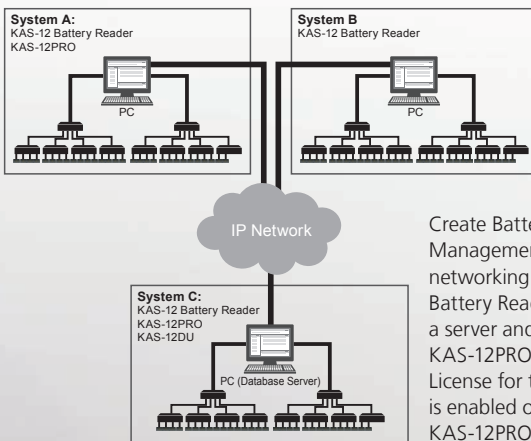 System A:
KAS-12 Battery Reader
KAS-12PRO
PC
System B
KAS-12 Battery Reader
PC
IP Network
System C:
KAS-12 Battery Reader
KAS-12PRO
KAS-12DU
PC (Database Server)
Create Batte
Management
networking
Battery Rea
a server and
KAS-12PRO
License for t
is enabled o
KAS-12PRO